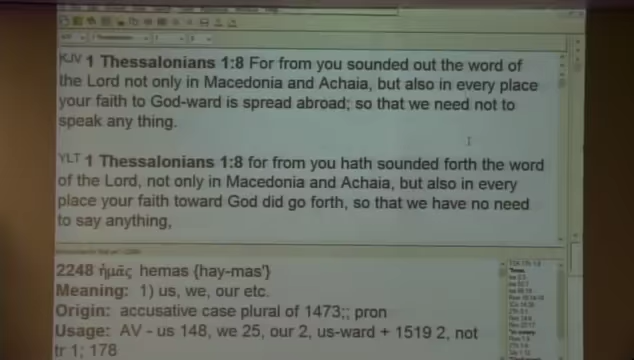 KJV 1 Thessalonians 1:8 For from you sounded out the word of
the Lord not only in Macedonia and Achaia, but also in every place
your faith to God-ward is spread abroad; so that we need not to
speak any thing.
YLT 1 Thessalonians 1:8 for from you hath sounded forth the word
of the Lord, not only in Macedonia and Achaia, but also in every
place your faith toward God did go forth, so that we have no need
to say anything,
2248 ἡμᾶς hemas {hay-mas'}
Meaning: 1) us, we, our etc.
Origin: accusative case plural of 1473;; pron
Usage: AV - us 148, we 25, our 2, us-ward + 1519 2, not
tr 1; 178